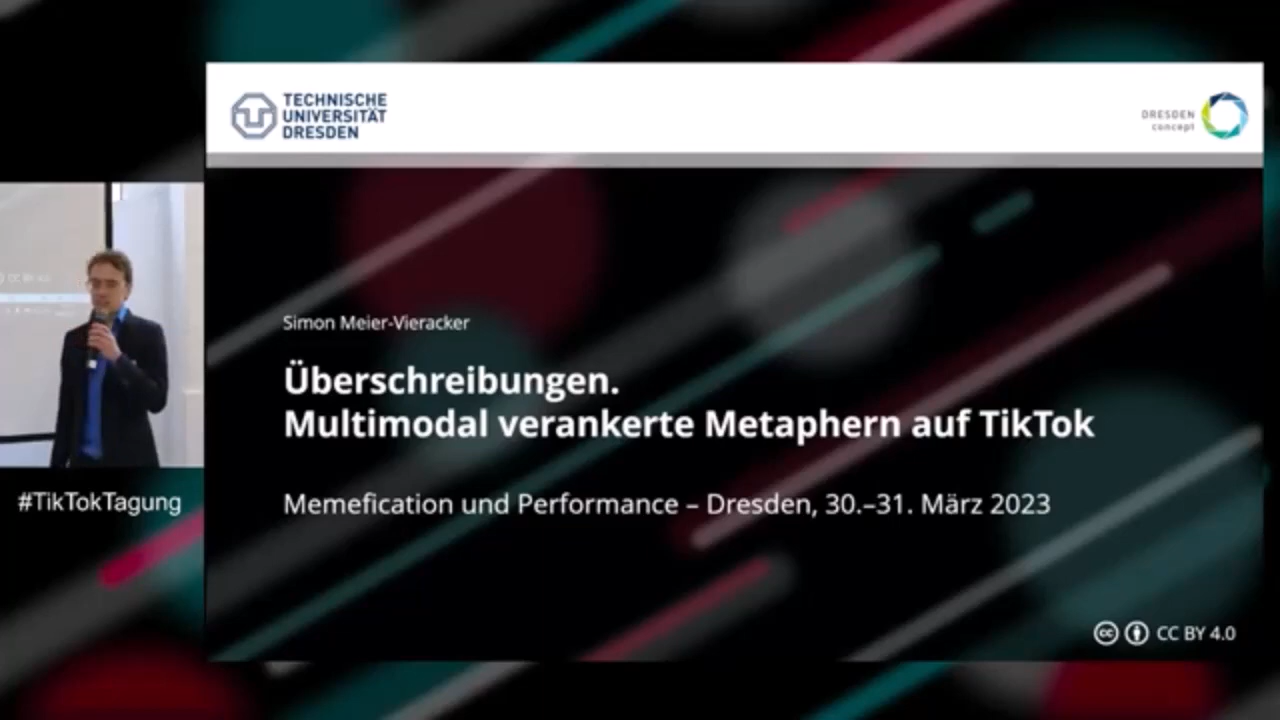 TECHNISCHE
UNIVERSITÄT
DRESDEN
DRESDEN
concept
Simon Meier-Vieracker
Überschreibungen.
Multimodal verankerte Metaphern auf TikTok
Memefication und Performance – Dresden, 30.–31. März 2023
#TikTokTagung
CC BY 4.0